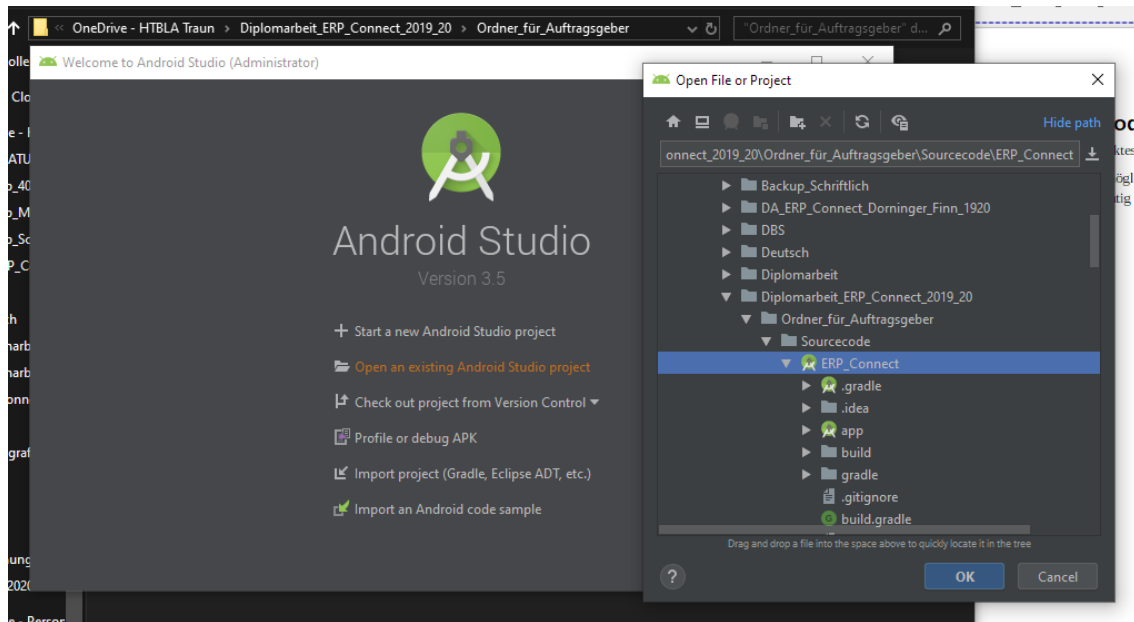 OneDrive - HTBLA Traun > Diplomarbeit_ERP_Connect_2019_20 > Ordner_für_Auftragsgeber
"Ordner_für_Auftragsgeber" d...
Welcome to Android Studio (Administrator)
Android Studio
Version 3.5
Start a new Android Studio project
Open an existing Android Studio project
Check out project from Version Control
Profile or debug APK
Import project (Gradle, Eclipse ADT, etc.)
Import an Android code sample
Open File or Project
Hide path
onnect_2019_20\Ordner_für_Auftragsgeber\Sourcecode\ERP_Connect
Backup_Schriftlich
DA_ERP_Connect_Dorninger_Finn_1920
DBS
Deutsch
Diplomarbeit
Diplomarbeit_ERP_Connect_2019_20
Ordner_für_Auftragsgeber
Sourcecode
ERP_Connect
.gradle
.idea
app
build
gradle
.gitignore
build.gradle
Drag and drop a file into the space above to quickly locate it in the tree
?
OK
Cancel